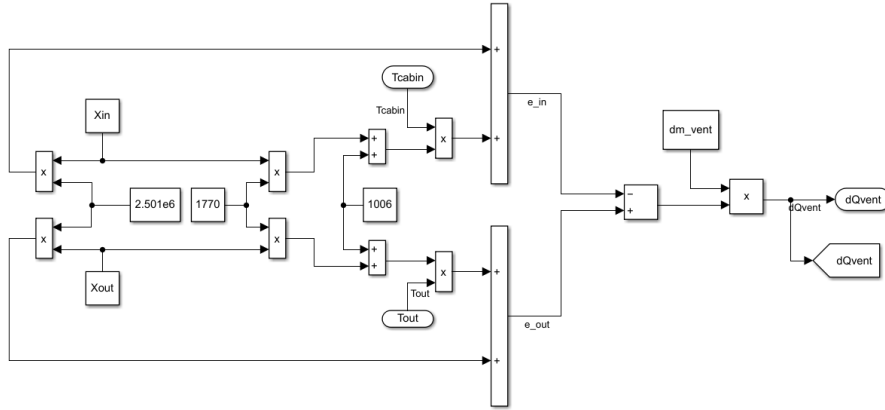 +
Tcabin
Tcabin
e_in
Xin
dm_vent
+
+
x
+
x
x
x
2.501e6
1770
1006
−
+
x
dQvent
dQvent
x
x
+
+
x
+
dQvent
Xout
Tout
Tout
e_out
+